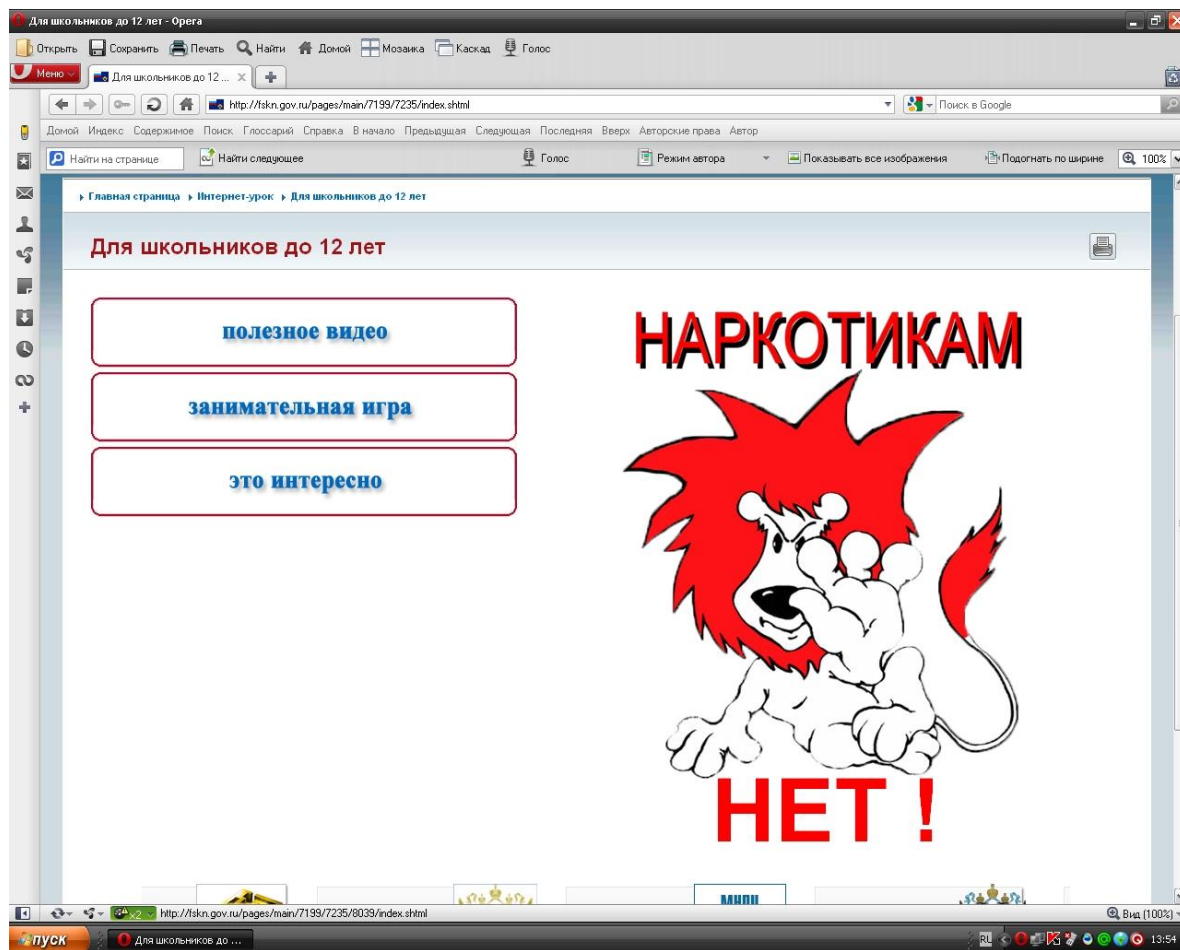 Для школьников до 12 лет - Opera
Открыть Сохранить Печать Найти Домой Мозаика Каскад Голос
Меню Для школьников до 12 ...
http://fskn.gov.ru/pages/main/7199/7235/index.shtml Поиск в Google
Домой Индекс Содержимое Поиск Глоссарий Справка В начало Предыдущая Следующая Последняя Вверх Авторские права Автор
Найти на странице Найти следующее Голос Режим автора Показывать все изображения Подогнать по ширине 100%
Главная страница Интернет-урок Для школьников до 12 лет
Для школьников до 12 лет
полезное видео
занимательная игра
это интересно
НАРКОТИКАМ
НЕТ !
x2 http://fskn.gov.ru/pages/main/7199/7235/8039/index.shtml Вид (100%)
пуск Для школьников до ... RL 13:54